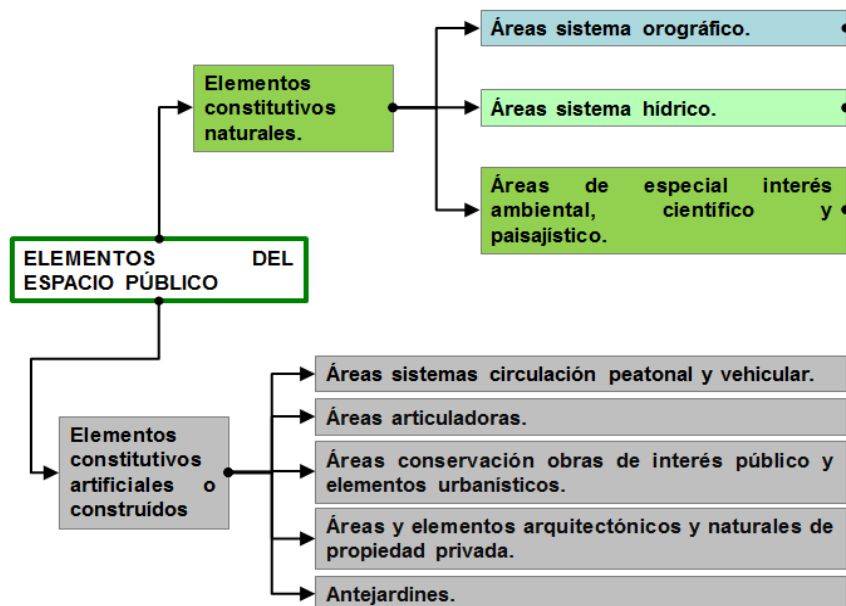 Áreas sistema orográfico.
Elementos
constitutivos
naturales.
Áreas sistema hídrico.
Áreas de especial interés
ambiental, científico y
paisajístico.
ELEMENTOS DEL
ESPACIO PÚBLICO
Áreas sistemas circulación peatonal y vehicular.
Áreas articuladoras.
Elementos
constitutivos
artificiales o
construídos
Áreas conservación obras de interés público y
elementos urbanísticos.
Áreas y elementos arquitectónicos y naturales de
propiedad privada.
Antejardines.